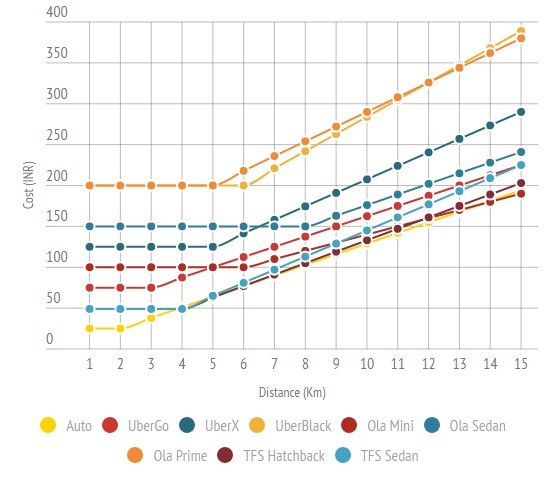 400
350
300
250
200
150
100
50
0
Cost (INR)
1 2 3 4 5 6 7 8 9 10 11 12 13 14 15
Distance (Km)
Auto UberGo UberX UberBlack Ola Mini Ola Sedan
Ola Prime TFS Hatchback TFS Sedan